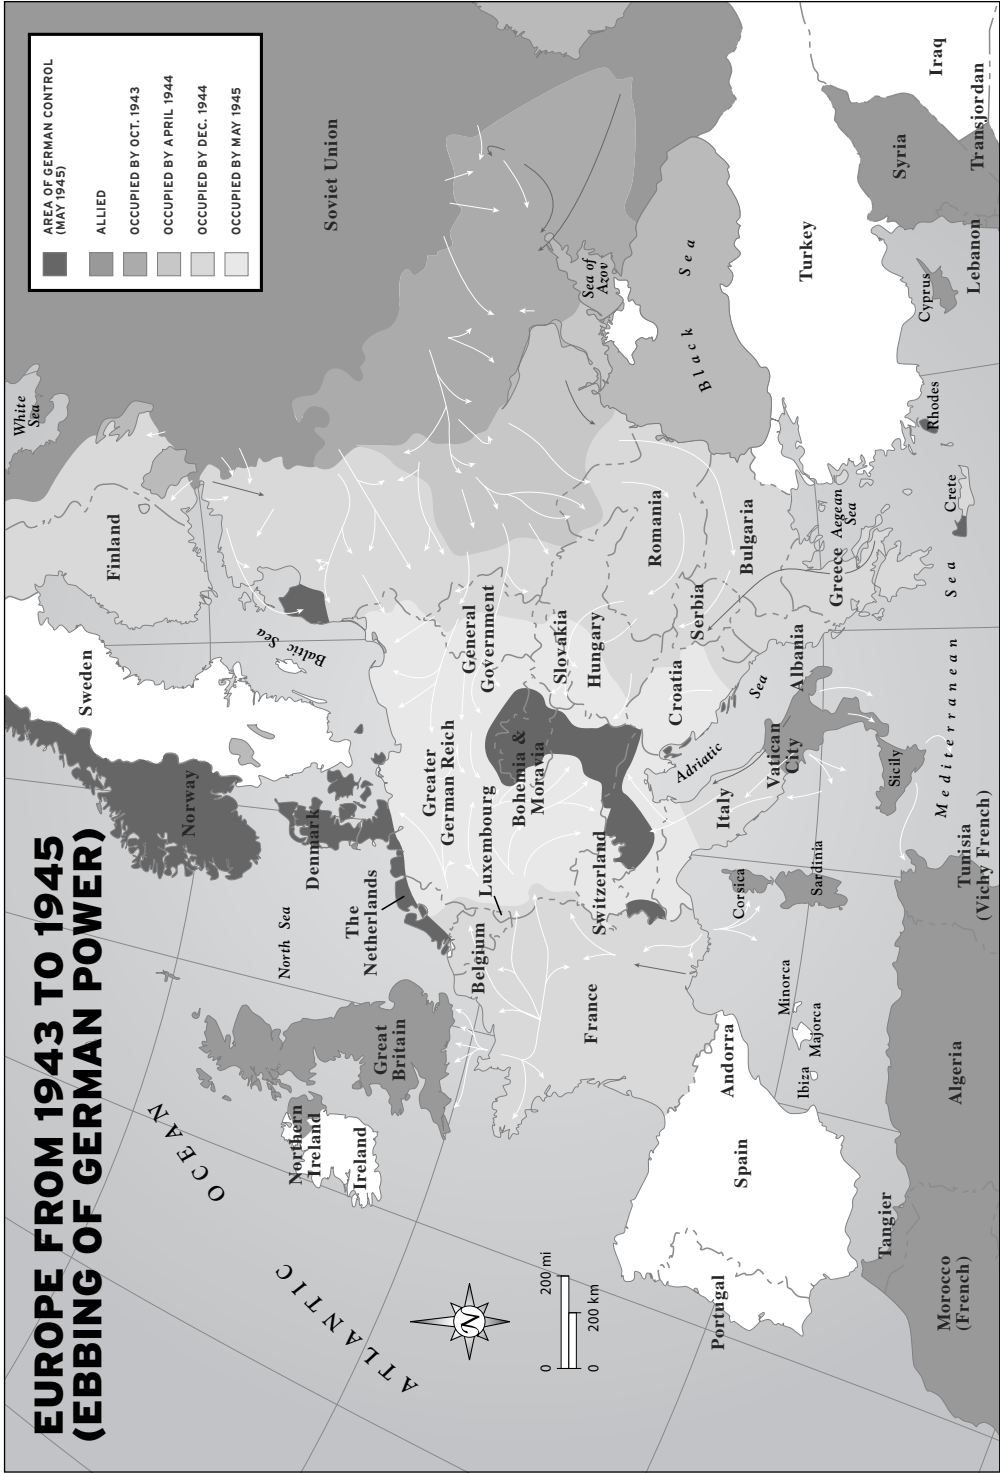 EUROPE FROM 1943 TO 1945
(EBBING OF GERMAN POWER)
AREA OF GERMAN CONTROL
(MAY 1945)
ALLIED
OCCUPIED BY OCT. 1943
OCCUPIED BY APRIL 1944
OCCUPIED BY DEC. 1944
OCCUPIED BY MAY 1945
White
Sea
Finland
Sweden
Norway
Soviet Union
Baltic Sea
Denmark
North Sea
The
Netherlands
Great
Britain
Northern
Ireland
Ireland
ATLANTIC
OCEAN
N
0
200 mi
0
200 km
Greater
German Reich
General
Government
Luxembourg
Belgium
Bohemia &
Moravia
Slovakia
Hungary
Switzerland
France
Romania
Croatia
Serbia
Bulgaria
Sea of
Azov
Black Sea
Turkey
Adriatic
Sea
Italy
Vatican
City
Albania
Greece
Aegean
Sea
Corsica
Sardinia
Sicily
Andorra
Spain
Portugal
Minorca
Majorca
Ibiza
Tangier
Morocco
(French)
Algeria
Tunisia
(Vichy French)
Mediterranean Sea
Crete
Rhodes
Cyprus
Lebanon
Syria
Iraq
Transjordan